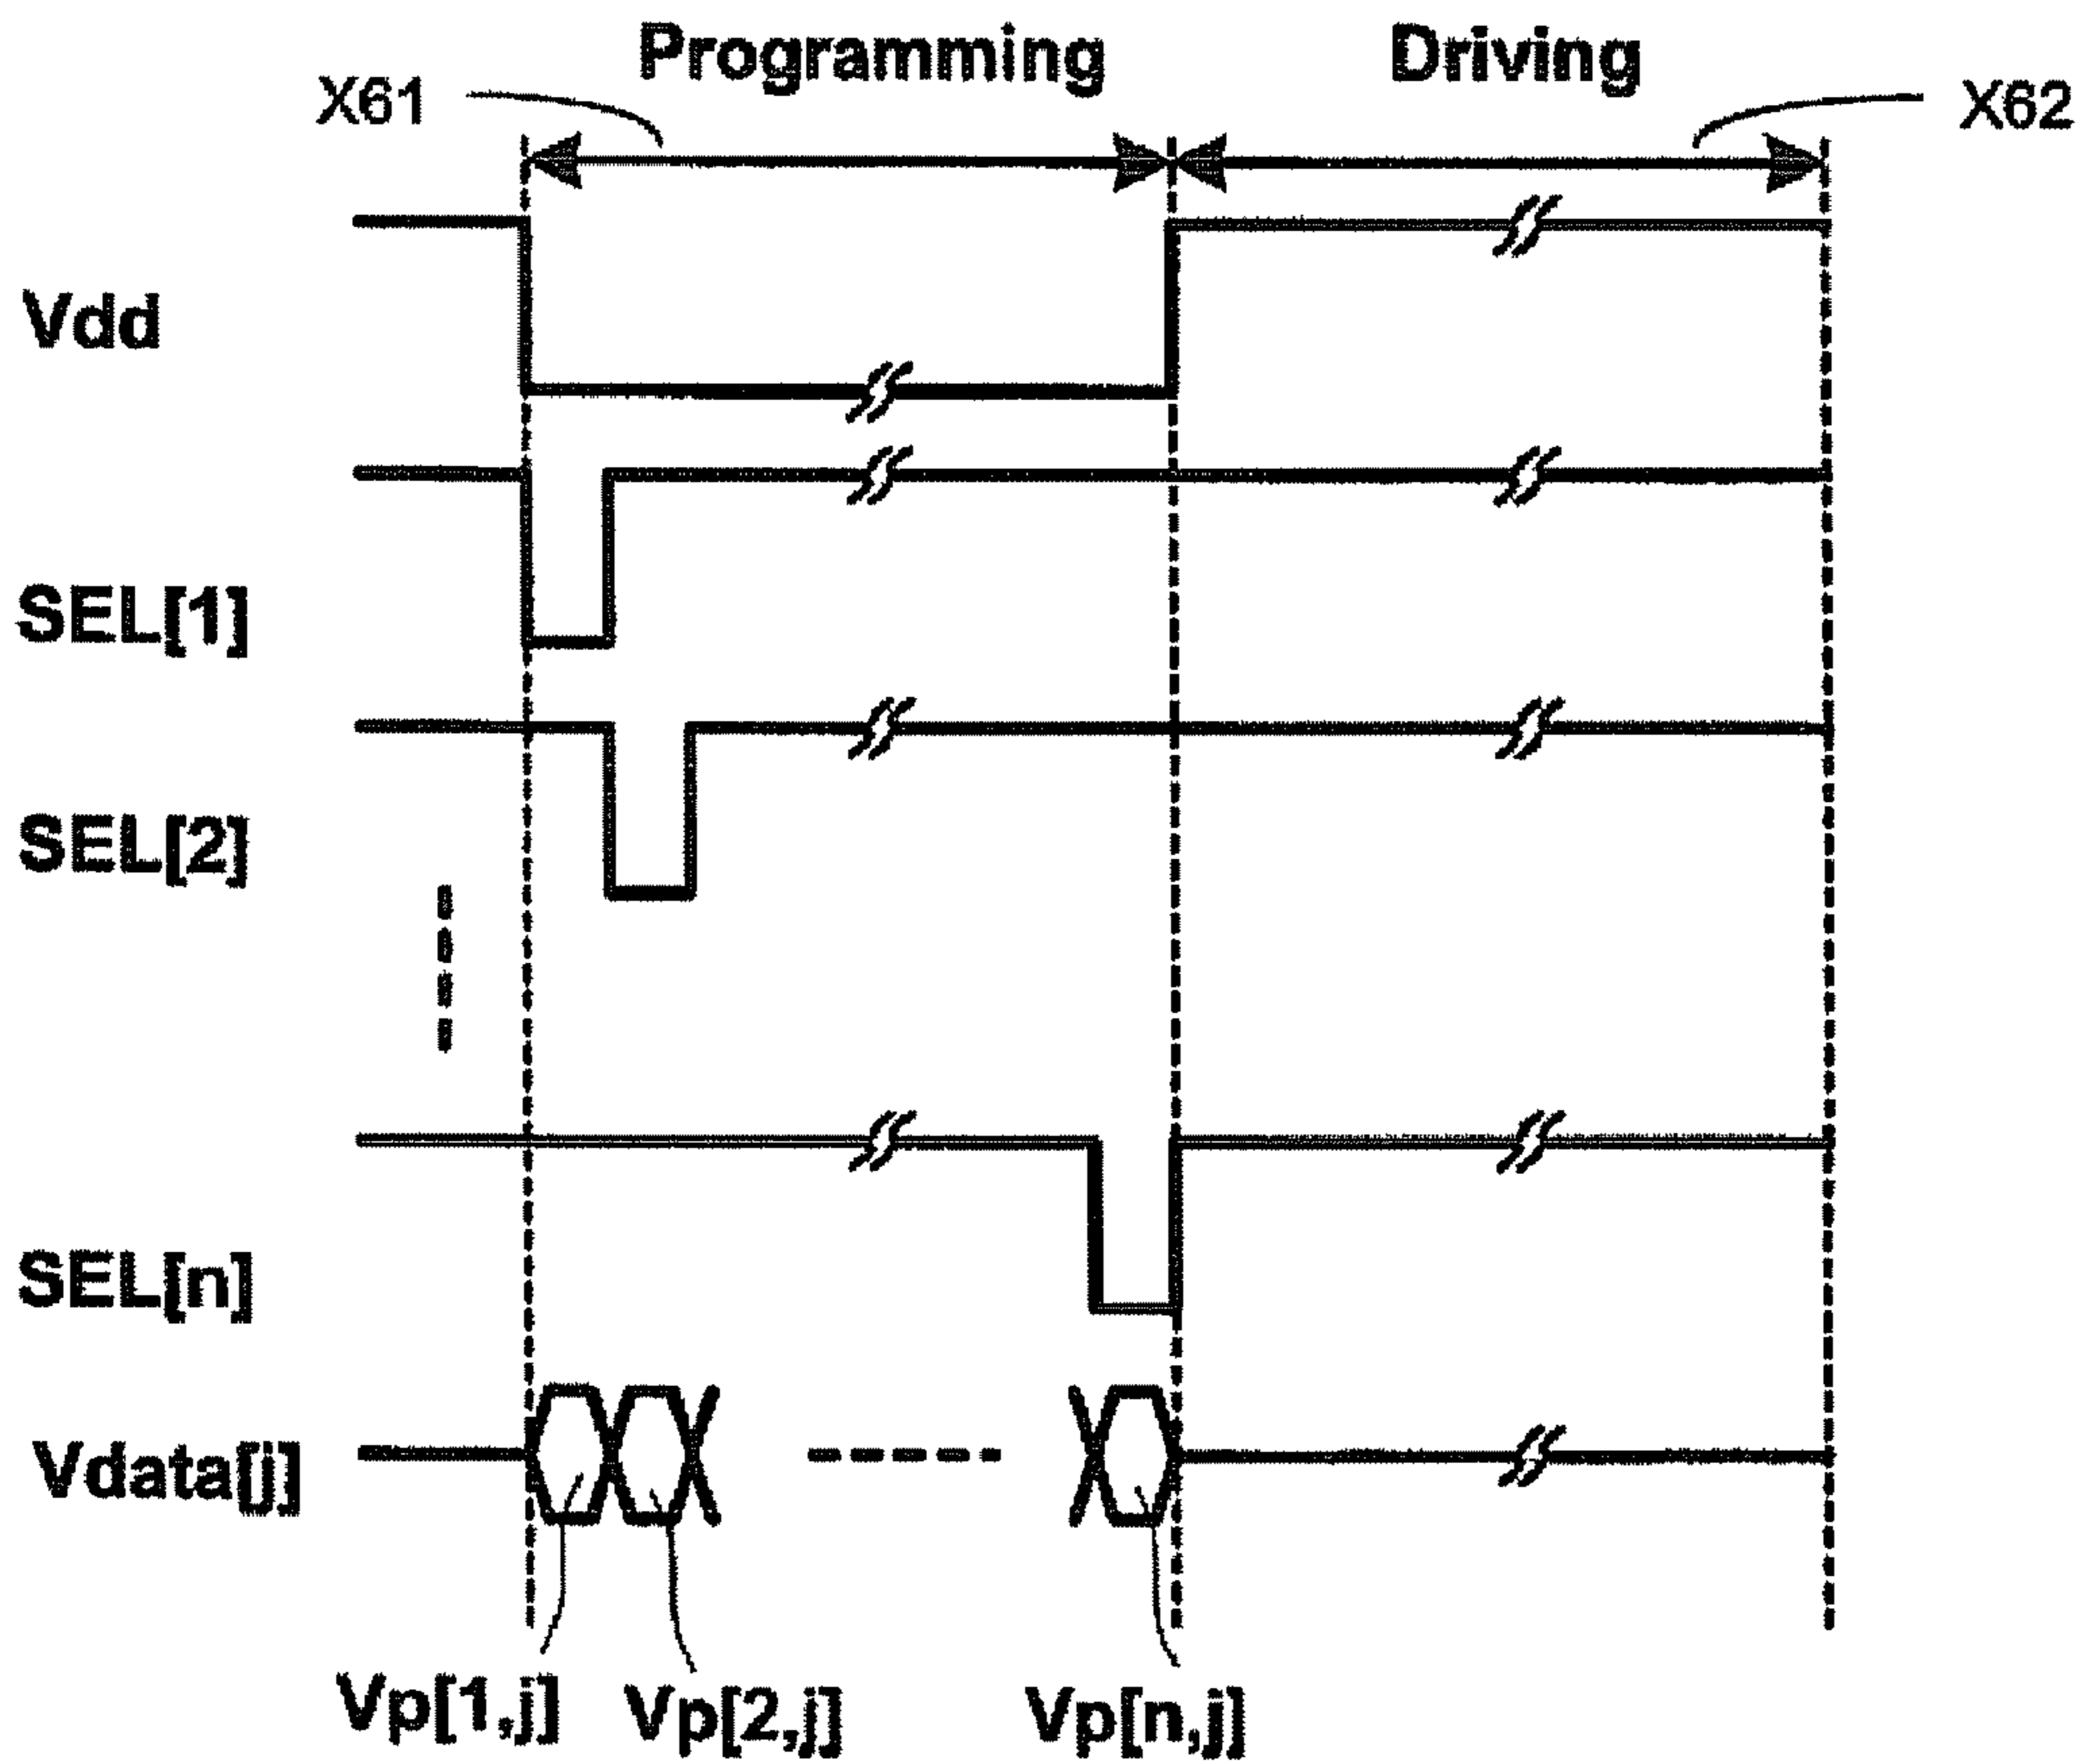 Programming
Driving
X61
X62
Vdd
SEL[1]
SEL[2]
SEL[n]
Vdata[j]
Vp[1,j]
Vp[2,j]
Vp[n,j]